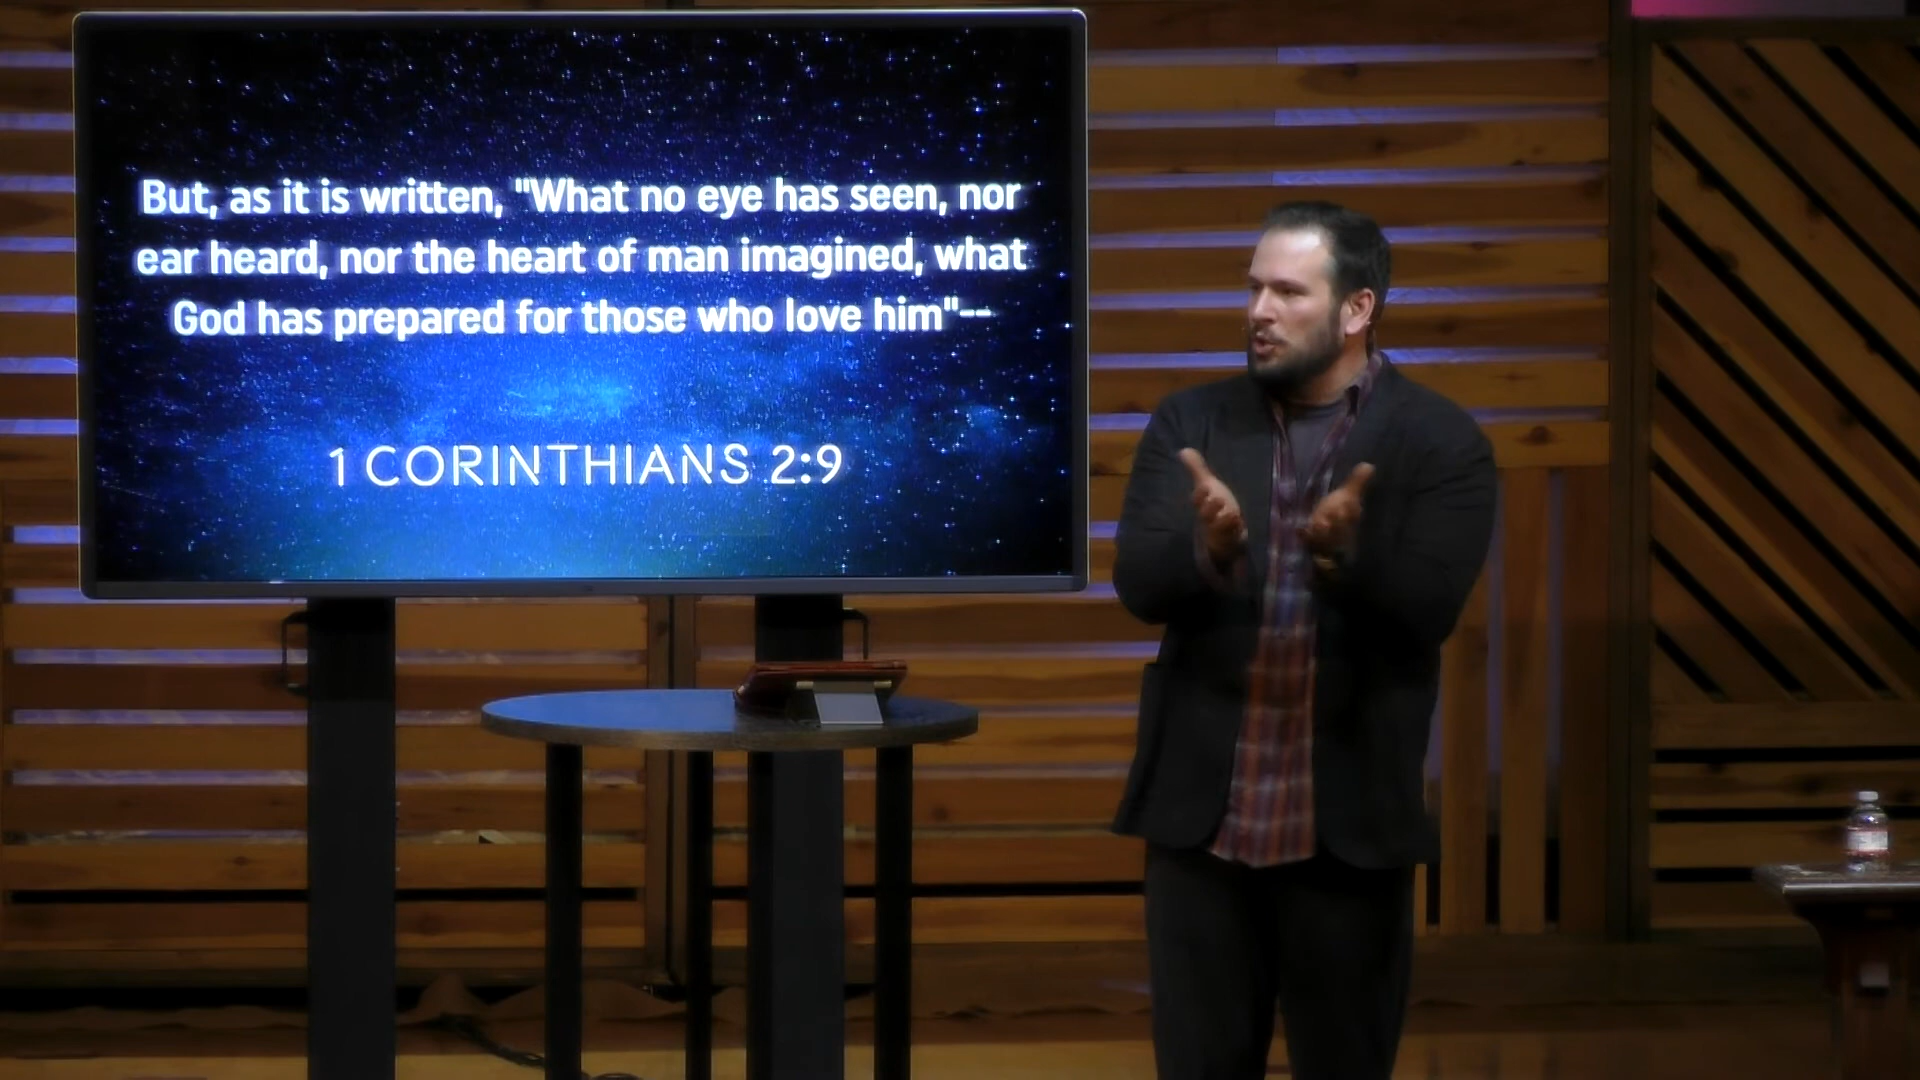 But, as it is written, "What no eye has seen, nor
ear heard, nor the heart of man imagined, what
God has prepared for those who love him"--
1 CORINTHIANS 2:9